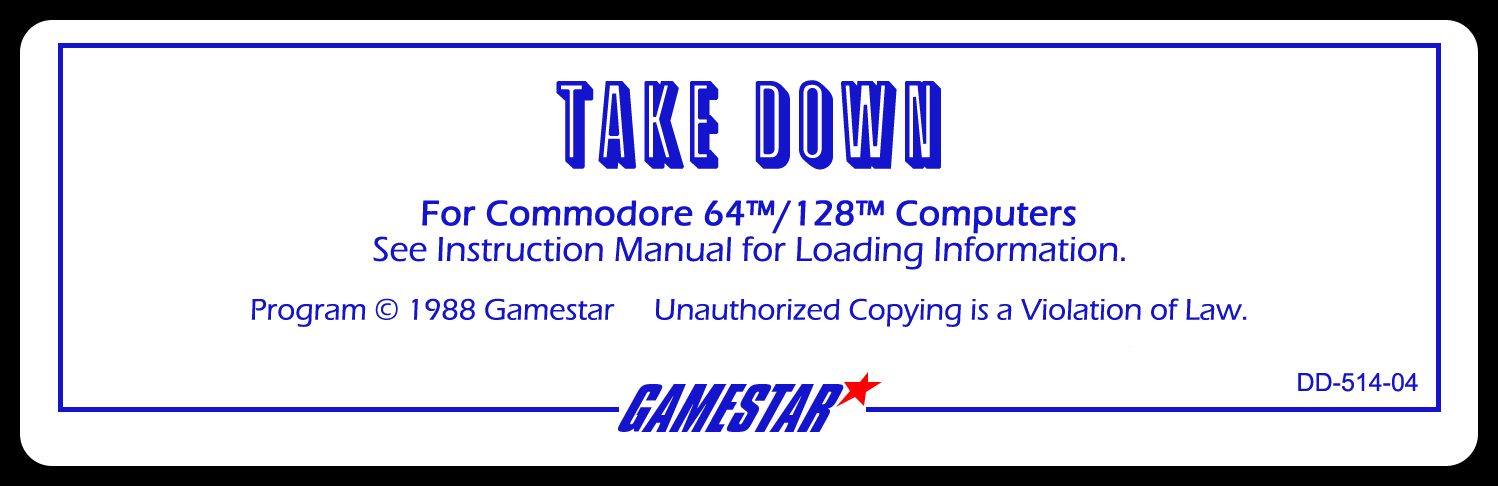 TAKE DOWN
For Commodore 64™/128™ Computers
See Instruction Manual for Loading Information.
Program © 1988 Gamestar Unauthorized Copying is a Violation of Law.
DD-514-04
GAMESTAR